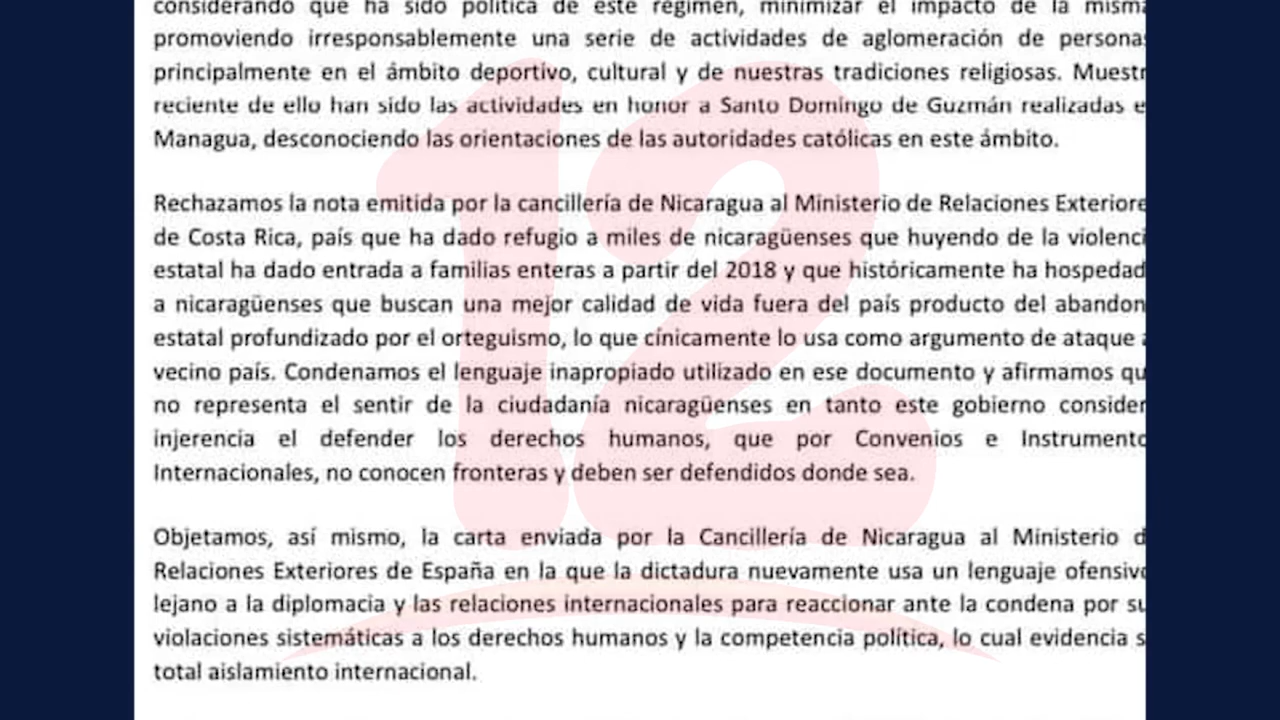 considerando que ha sido política de este régimen, minimizar el impacto de la misma
promoviendo irresponsablemente una serie de actividades de aglomeración de personas
principalmente en el ámbito deportivo, cultural y de nuestras tradiciones religiosas. Muestr
reciente de ello han sido las actividades en honor a Santo Domingo de Guzmán realizadas e
Managua, desconociendo las orientaciones de las autoridades católicas en este ámbito.
Rechazamos la nota emitida por la cancillería de Nicaragua al Ministerio de Relaciones Exteriore
de Costa Rica, país que ha dado refugio a miles de nicaragüenses que huyendo de la violenci
estatal ha dado entrada a familias enteras a partir del 2018 y que históricamente ha hospedad
a nicaragüenses que buscan una mejor calidad de vida fuera del país producto del abandon
estatal profundizado por el orteguismo, lo que cínicamente lo usa como argumento de ataque a
vecino país. Condenamos el lenguaje inapropiado utilizado en ese documento y afirmamos qu
no representa el sentir de la ciudadanía nicaragüenses en tanto este gobierno consider
injerencia el defender los derechos humanos, que por Convenios e Instrumento
Internacionales, no conocen fronteras y deben ser defendidos donde sea.
Objetamos, así mismo, la carta enviada por la Cancillería de Nicaragua al Ministerio d
Relaciones Exteriores de España en la que la dictadura nuevamente usa un lenguaje ofensivo
lejano a la diplomacia y las relaciones internacionales para reaccionar ante la condena por su
violaciones sistemáticas a los derechos humanos y la competencia política, lo cual evidencia s
total aislamiento internacional.
12